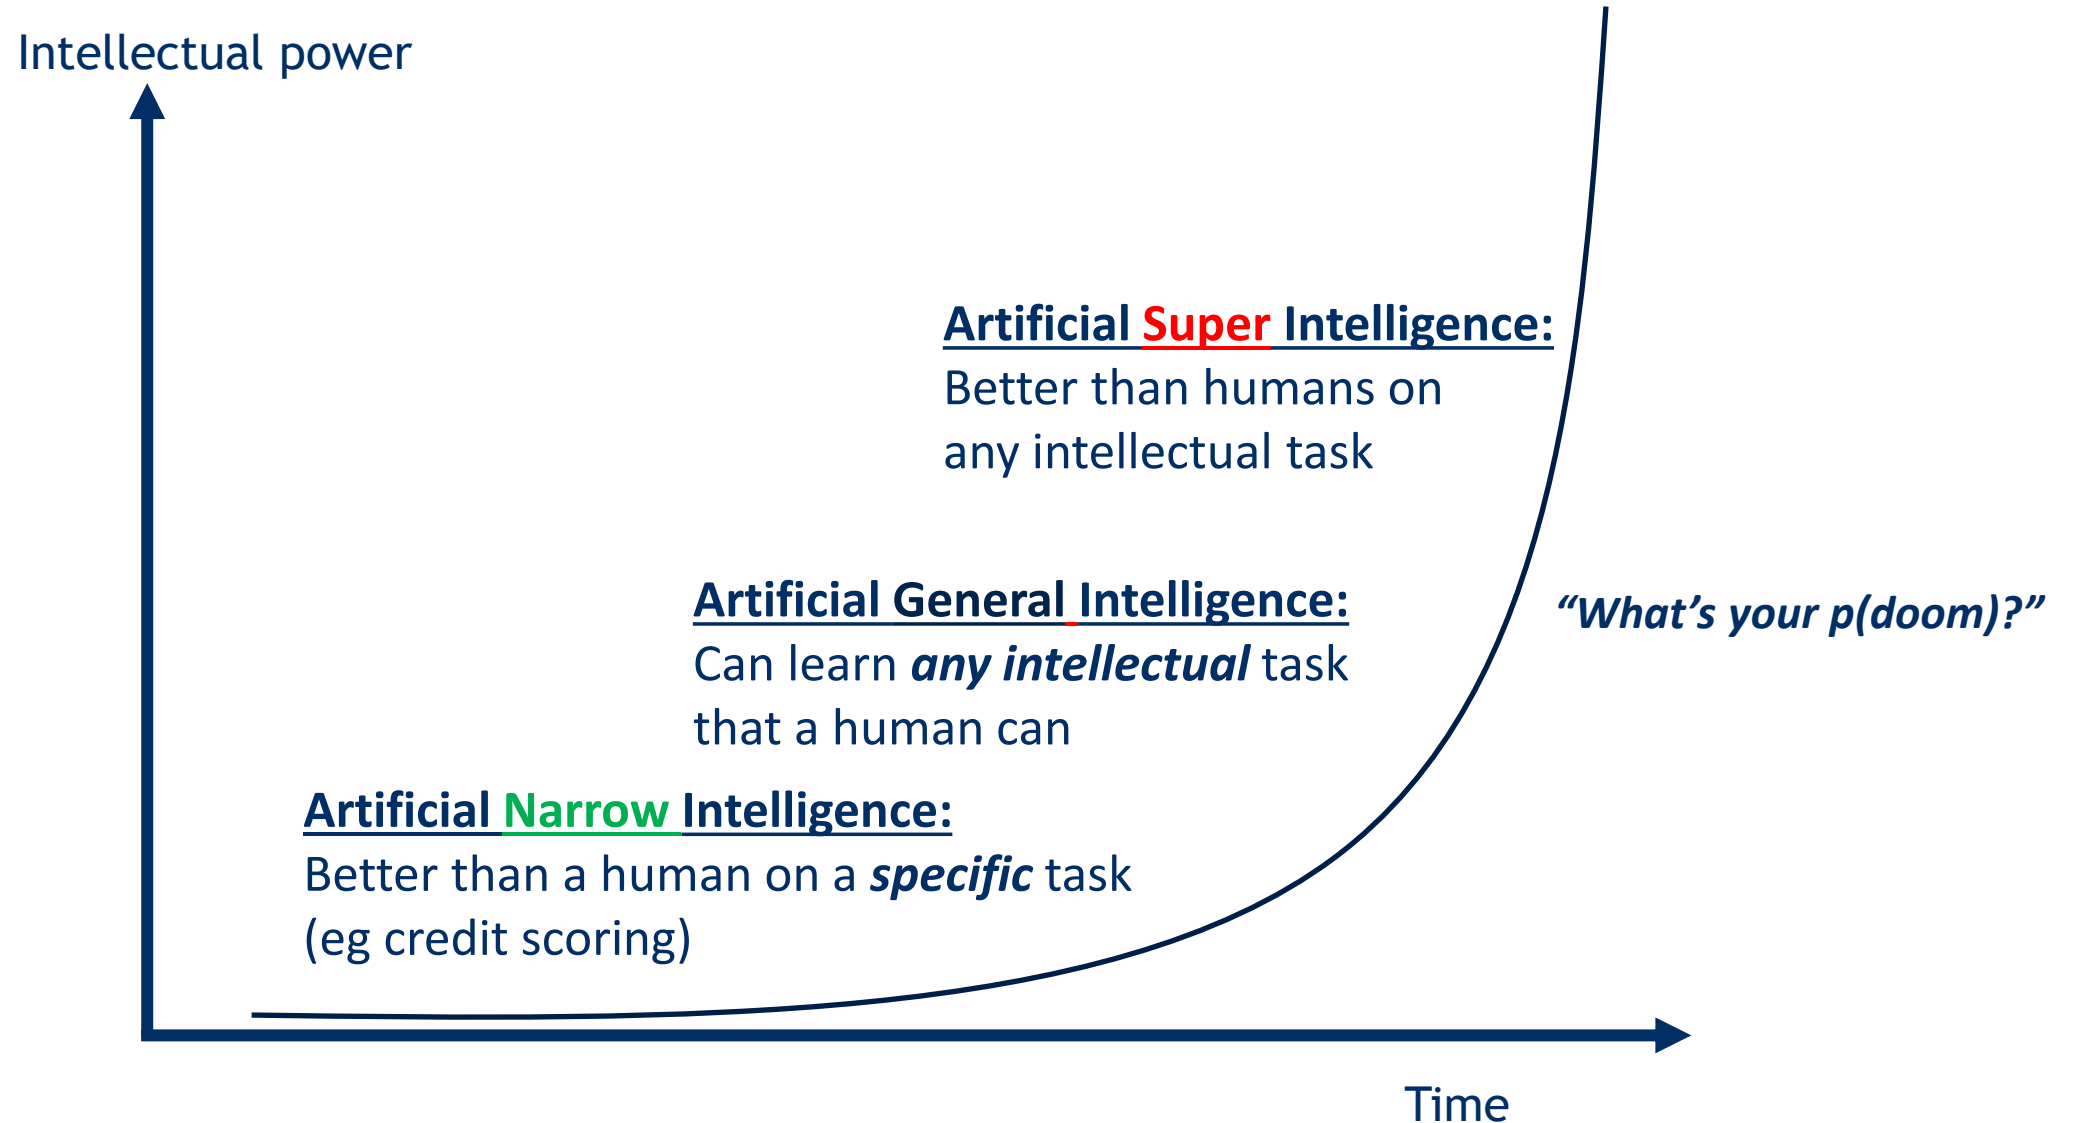 Intellectual power
Artificial Super Intelligence:
Better than humans on
any intellectual task
Artificial General Intelligence:
Can learn any intellectual task
that a human can
“What’s your p(doom)?”
Artificial Narrow Intelligence:
Better than a human on a specific task
(eg credit scoring)
Time